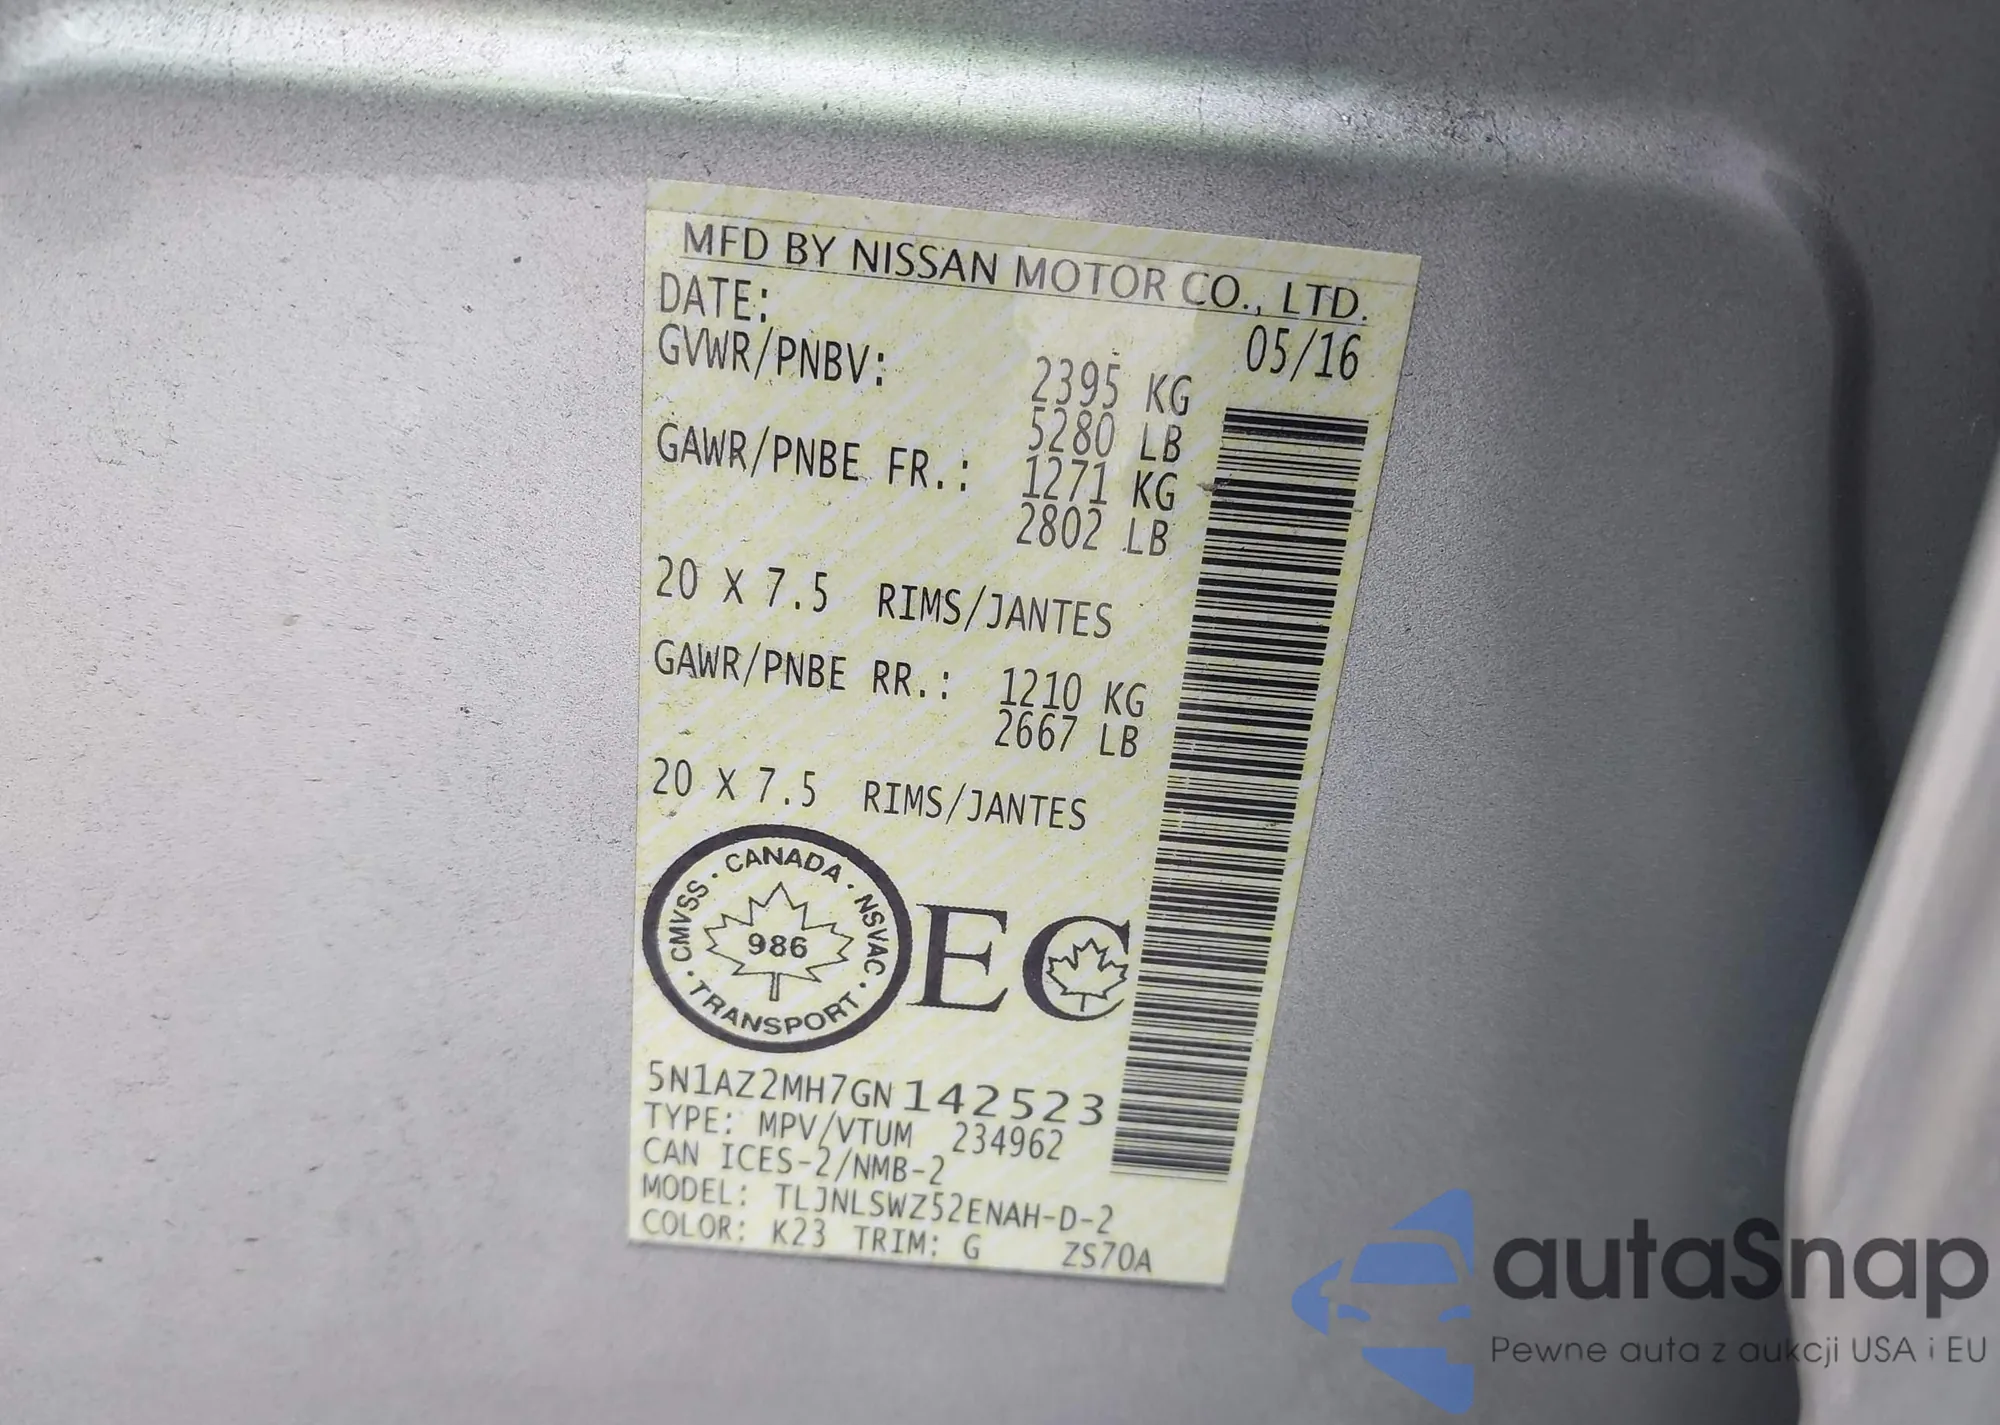 MFD BY NISSAN MOTOR CO., LTD.
DATE: 05/16
GVWR/PNBV: 2395 KG
5280 LB
GAWR/PNBE FR.: 1271 KG
2802 LB
20 X 7.5 RIMS/JANTES
GAWR/PNBE RR.: 1210 KG
2667 LB
20 X 7.5 RIMS/JANTES
CANADA · NSVAC · TRANSPORT · CMVSS ·
986
EC
5N1AZ2MH7GN142523
TYPE: MPV/VTUM 234962
CAN ICES-2/NMB-2
MODEL: TLJNLSWZ52ENAH-D-2
COLOR: K23 TRIM: G ZS70A
autaSnap
Pewne auta z aukcji USA i EU